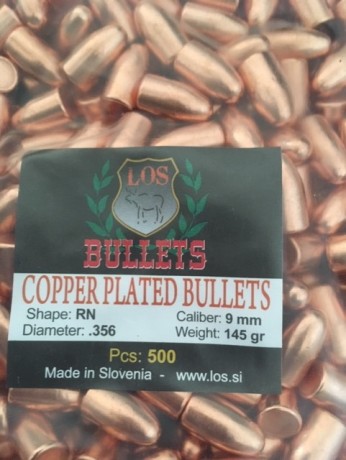 LOS
BULLETS
COPPER PLATED BULLETS
Shape: RN Caliber: 9 mm
Diameter: .356 Weight: 145 gr
Pcs: 500
Made in Slovenia - www.los.si